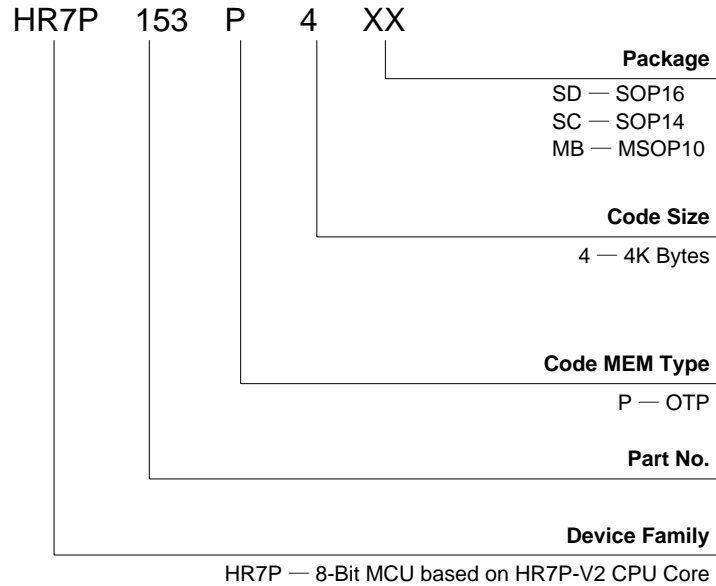 HR7P 153 P 4 XX
Package
SD — SOP16
SC — SOP14
MB — MSOP10
Code Size
4 — 4K Bytes
Code MEM Type
P — OTP
Part No.
Device Family
HR7P — 8-Bit MCU based on HR7P-V2 CPU Core